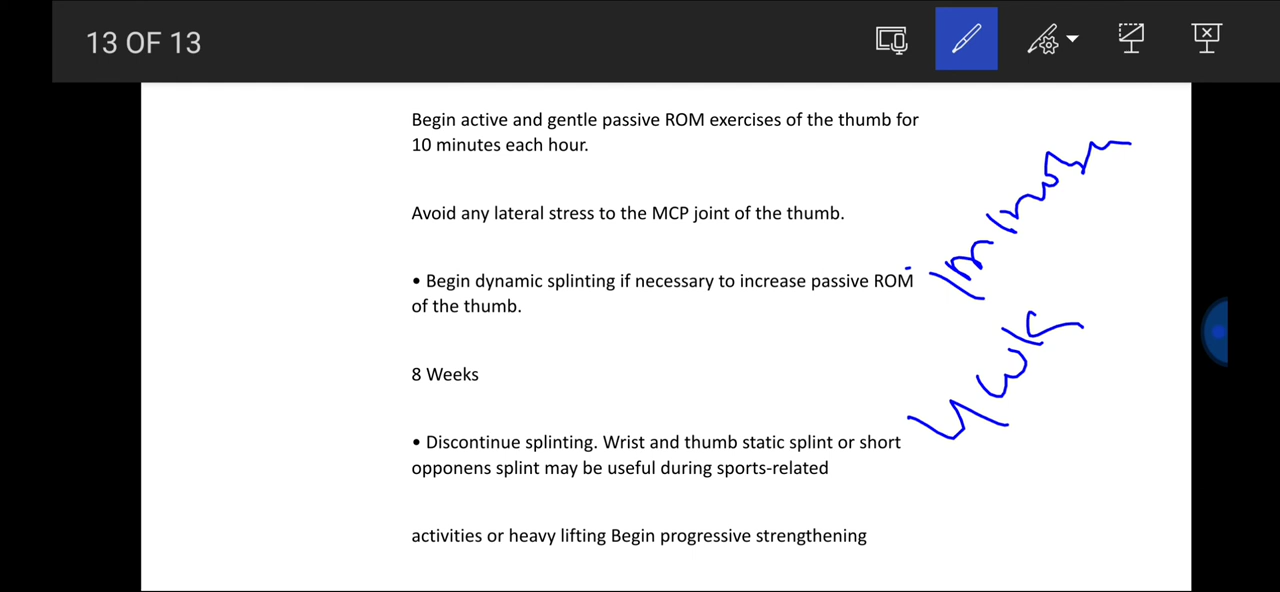 13 OF 13
Begin active and gentle passive ROM exercises of the thumb for
10 minutes each hour.
Avoid any lateral stress to the MCP joint of the thumb.
• Begin dynamic splinting if necessary to increase passive ROM
of the thumb.
8 Weeks
• Discontinue splinting. Wrist and thumb static splint or short
opponens splint may be useful during sports-related
activities or heavy lifting Begin progressive strengthening
4 wk